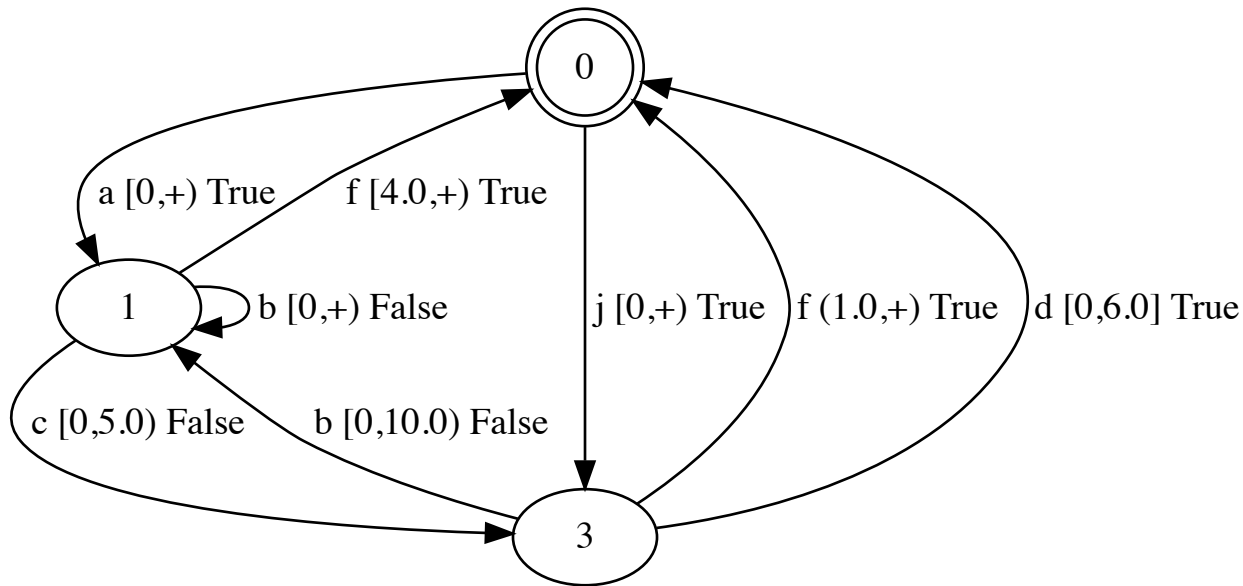 0
a [0,+) True
f [4.0,+) True
1
b [0,+) False
j [0,+) True
f (1.0,+) True
d [0,6.0] True
c [0,5.0) False
b [0,10.0) False
3